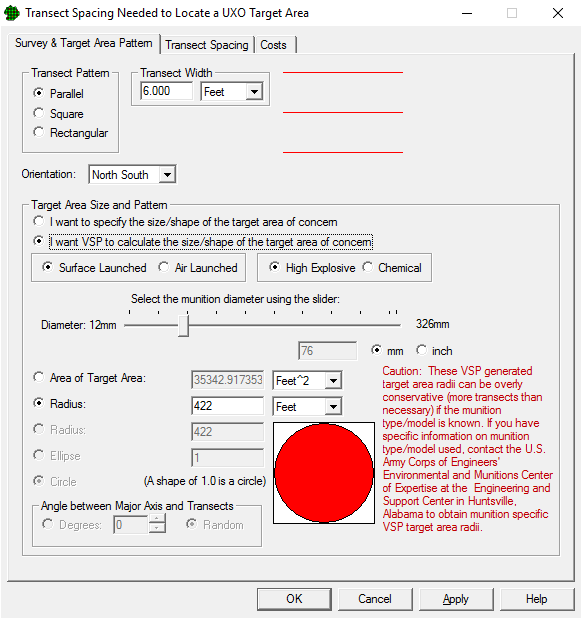 Transect Spacing Needed to Locate a UXO Target Area
Survey & Target Area Pattern
Transect Spacing
Costs
Transect Pattern
Parallel
Square
Rectangular
Transect Width
6.000
Feet
Orientation:
North South
Target Area Size and Pattern
I want to specify the size/shape of the target area of concern
I want VSP to calculate the size/shape of the target area of concern
Surface Launched
Air Launched
High Explosive
Chemical
Select the munition diameter using the slider:
Diameter: 12mm
326mm
76
mm
inch
Area of Target Area:
35342.917353
Feet^2
Radius:
422
Feet
Radius:
422
Ellipse
1
Circle
(A shape of 1.0 is a circle)
Angle between Major Axis and Transects
Degrees:
0
Random
Caution: These VSP generated
target area radii can be overly
conservative (more transects than
necessary) if the munition
type/model is known. If you have
specific information on munition
type/model used, contact the U.S.
Army Corps of Engineers'
Environmental and Munitions Center
of Expertise at the Engineering and
Support Center in Huntsville,
Alabama to obtain munition specific
VSP target area radii.
OK
Cancel
Apply
Help